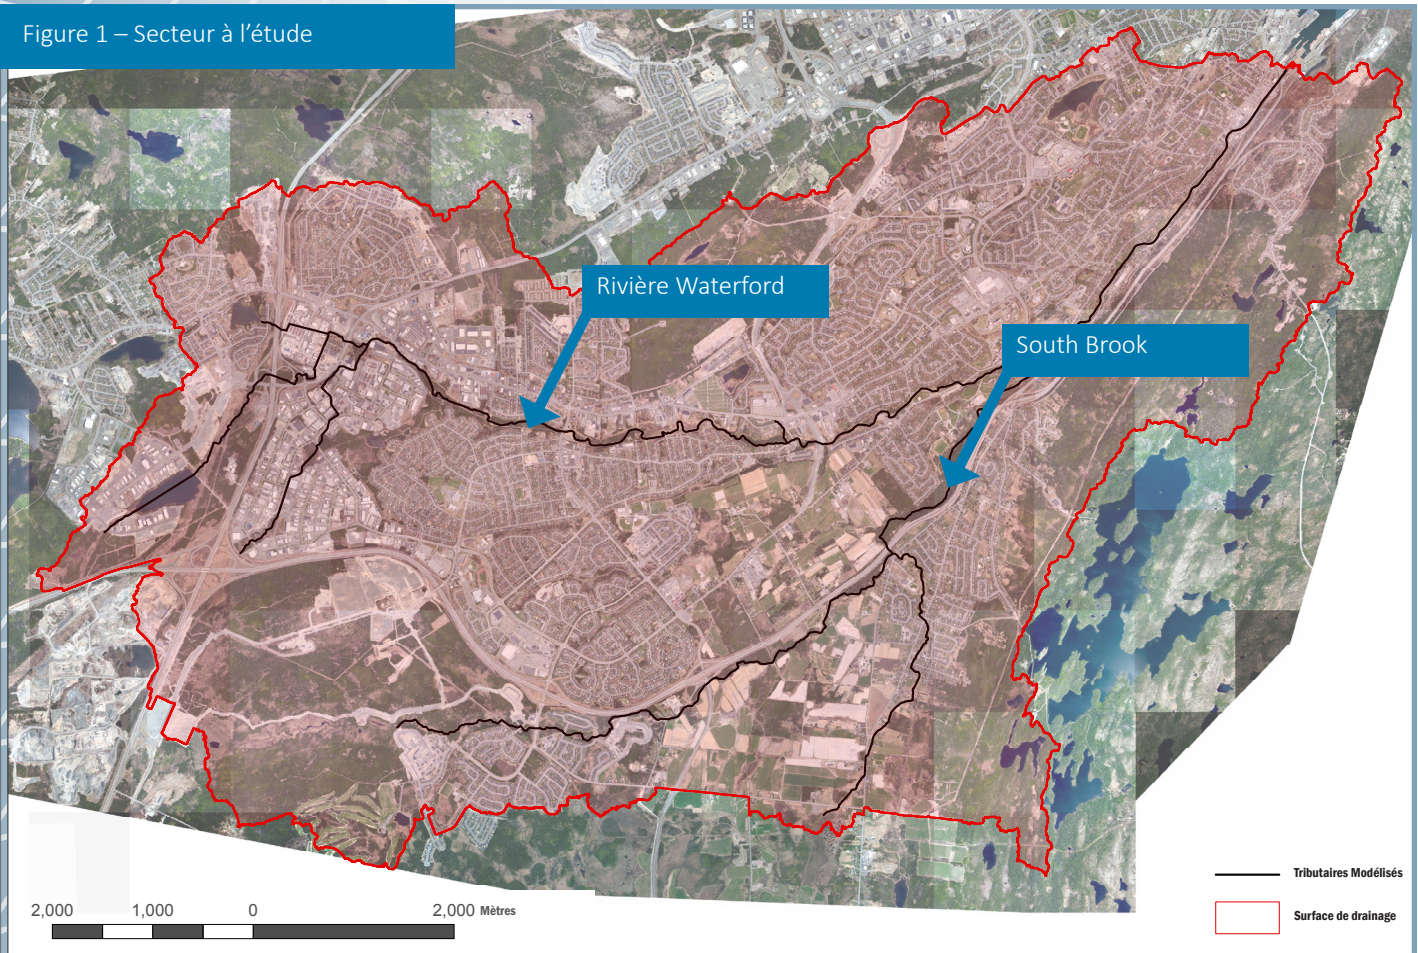 Figure 1 – Secteur à l'étude
Rivière Waterford
South Brook
Tributaires Modélisés
Surface de drainage
2,000 1,000 0 2,000 Mètres